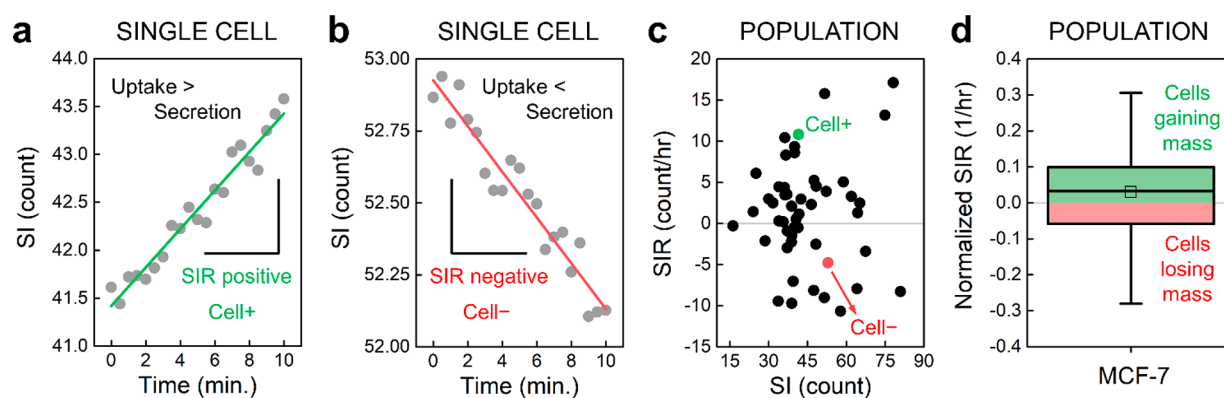 a
SINGLE CELL
SI (count)
44.0
43.5
43.0
42.5
42.0
41.5
41.0
Uptake >
Secretion
SIR positive
Cell+
0 2 4 6 8 10
Time (min.)
b
SINGLE CELL
SI (count)
53.00
52.75
52.50
52.25
52.00
Uptake <
Secretion
SIR negative
Cell−
0 2 4 6 8 10
Time (min.)
c
POPULATION
SIR (count/hr)
20
15
10
5
0
-5
-10
-15
Cell+
Cell−
15 30 45 60 75 90
SI (count)
d
POPULATION
Normalized SIR (1/hr)
0.4
0.3
0.2
0.1
0.0
-0.1
-0.2
-0.3
-0.4
Cells
gaining
mass
Cells
losing
mass
MCF-7